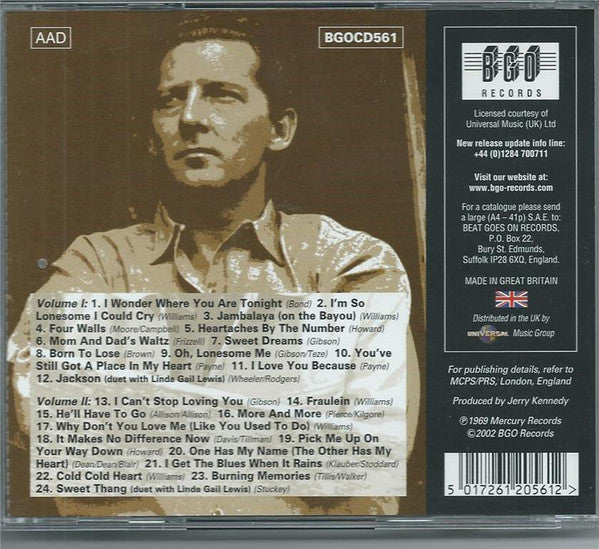 AAD
BGOCD561
BGO
RECORDS
Licensed courtesy of
Universal Music (UK) Ltd
New release update info line:
+44 (0)1284 700711
Visit our website at:
www.bgo-records.com
For a catalogue please send
a large (A4 – 41p) S.A.E. to:
BEAT GOES ON RECORDS,
P.O. Box 22,
Bury St. Edmunds,
Suffolk IP28 6XQ, England.
MADE IN GREAT BRITAIN
Distributed in the UK by
UNIVERSAL Music Group
For publishing details, refer to
MCPS/PRS, London, England
Produced by Jerry Kennedy
℗1969 Mercury Records
©2002 BGO Records
5 017261 205612 >
Volume I: 1. I Wonder Where You Are Tonight (Bond) 2. I'm So
Lonesome I Could Cry (Williams) 3. Jambalaya (on the Bayou) (Williams)
4. Four Walls (Moore/Campbell) 5. Heartaches By The Number (Howard)
6. Mom And Dad's Waltz (Frizzell) 7. Sweet Dreams (Gibson)
8. Born To Lose (Brown) 9. Oh, Lonesome Me (Gibson/Teze) 10. You've
Still Got A Place In My Heart (Payne) 11. I Love You Because (Payne)
12. Jackson (duet with Linda Gail Lewis) (Wheeler/Rodgers)
Volume II: 13. I Can't Stop Loving You (Gibson) 14. Fraulein (Williams)
15. He'll Have To Go (Allison/Allison) 16. More And More (Pierce/Kilgore)
17. Why Don't You Love Me (Like You Used To Do) (Williams)
18. It Makes No Difference Now (Davis/Tillman) 19. Pick Me Up On
Your Way Down (Howard) 20. One Has My Name (The Other Has My
Heart) (Dean/Dean/Blair) 21. I Get The Blues When It Rains (Klauber/Stoddard)
22. Cold Cold Heart (Williams) 23. Burning Memories (Tillis/Walker)
24. Sweet Thang (duet with Linda Gail Lewis) (Stuckey)